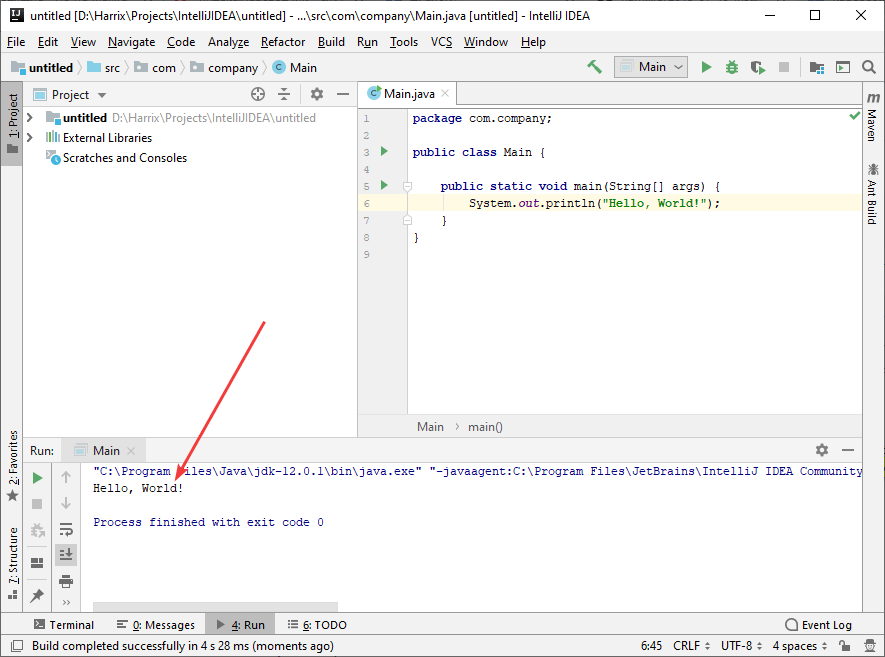 untitled [D:\Harrix\Projects\IntelliJIDEA\untitled] - ...\src\com\company\Main.java [untitled] - IntelliJ IDEA
File Edit View Navigate Code Analyze Refactor Build Run Tools VCS Window Help
untitled src com company Main
Main
1: Project
Project
untitled D:\Harrix\Projects\IntelliJIDEA\untitled
External Libraries
Scratches and Consoles
Main.java
1 package com.company;
2
3 public class Main {
4
5 public static void main(String[] args) {
6 System.out.println("Hello, World!");
7 }
8 }
9
Main main()
Maven
Ant Build
2: Favorites
7: Structure
Run: Main
"C:\Program Files\Java\jdk-12.0.1\bin\java.exe" "-javaagent:C:\Program Files\JetBrains\IntelliJ IDEA Community
Hello, World!
Process finished with exit code 0
Terminal 0: Messages 4: Run 6: TODO Event Log
Build completed successfully in 4 s 28 ms (moments ago) 6:45 CRLF UTF-8 4 spaces